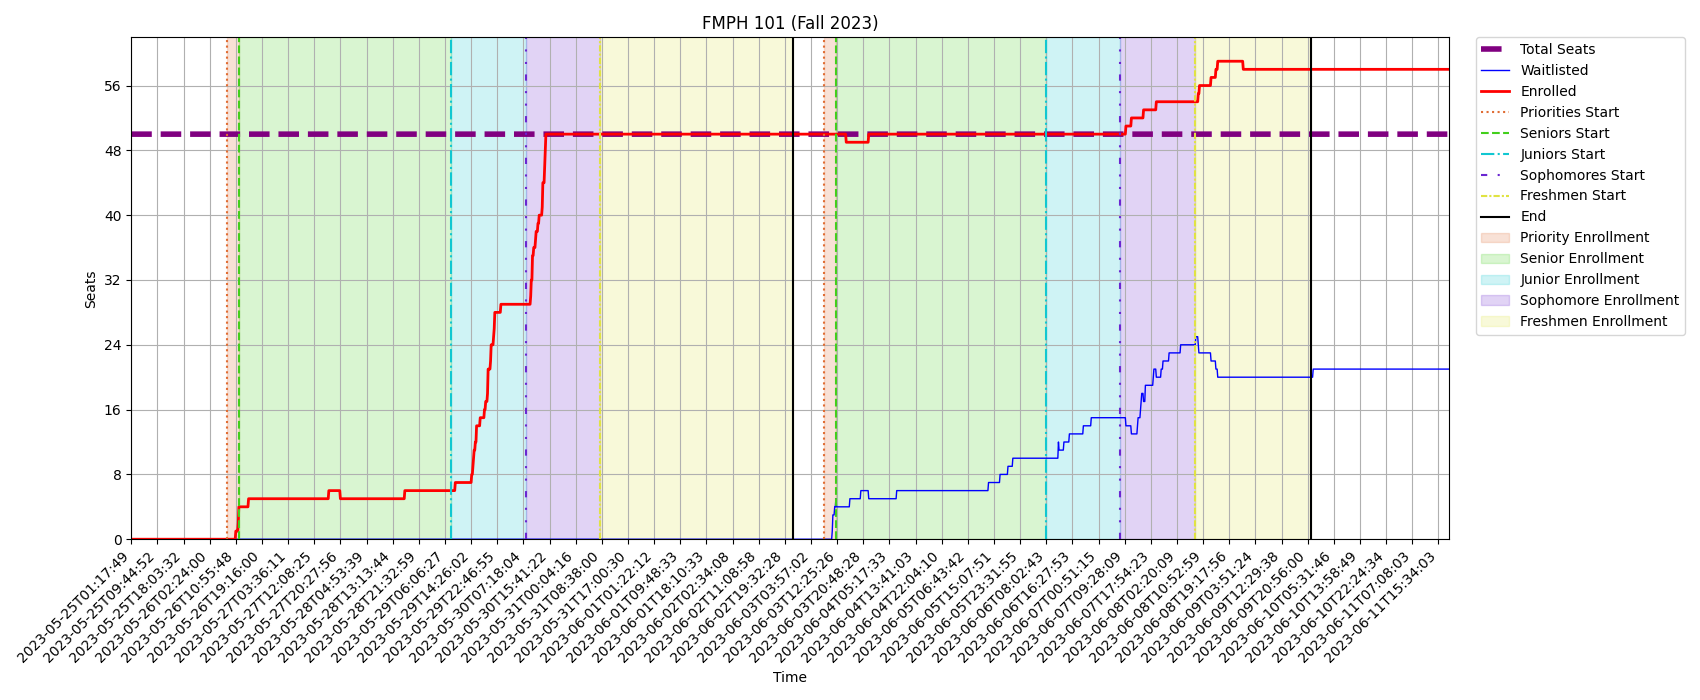 FMPH 101 (Fall 2023)
Total Seats
Waitlisted
Enrolled
Priorities Start
Seniors Start
Juniors Start
Sophomores Start
Freshmen Start
End
Priority Enrollment
Senior Enrollment
Junior Enrollment
Sophomore Enrollment
Freshmen Enrollment
Seats
56
48
40
32
24
16
8
0
2023-05-25T01:17:49
2023-05-25T09:44:52
2023-05-25T18:03:32
2023-05-26T02:24:00
2023-05-26T10:55:48
2023-05-26T19:16:00
2023-05-27T03:36:11
2023-05-27T12:08:25
2023-05-27T20:27:56
2023-05-28T04:53:39
2023-05-28T13:13:44
2023-05-28T21:32:59
2023-05-29T06:06:27
2023-05-29T14:26:02
2023-05-29T22:46:55
2023-05-30T07:18:04
2023-05-30T15:41:22
2023-05-31T00:04:16
2023-05-31T08:38:00
2023-05-31T17:00:30
2023-06-01T01:22:12
2023-06-01T09:48:33
2023-06-01T18:10:33
2023-06-02T02:34:08
2023-06-02T11:08:58
2023-06-02T19:32:28
2023-06-03T03:57:02
2023-06-03T12:25:26
2023-06-03T20:48:28
2023-06-04T05:17:33
2023-06-04T13:41:03
2023-06-04T22:04:10
2023-06-05T06:43:42
2023-06-05T15:07:51
2023-06-05T23:31:55
2023-06-06T08:02:43
2023-06-06T16:27:53
2023-06-07T00:51:15
2023-06-07T09:28:09
2023-06-07T17:54:23
2023-06-08T02:20:09
2023-06-08T10:52:59
2023-06-08T19:17:56
2023-06-09T03:51:24
2023-06-09T12:29:38
2023-06-09T20:56:00
2023-06-10T05:31:46
2023-06-10T13:58:49
2023-06-10T22:24:34
2023-06-11T07:08:03
2023-06-11T15:34:03
Time